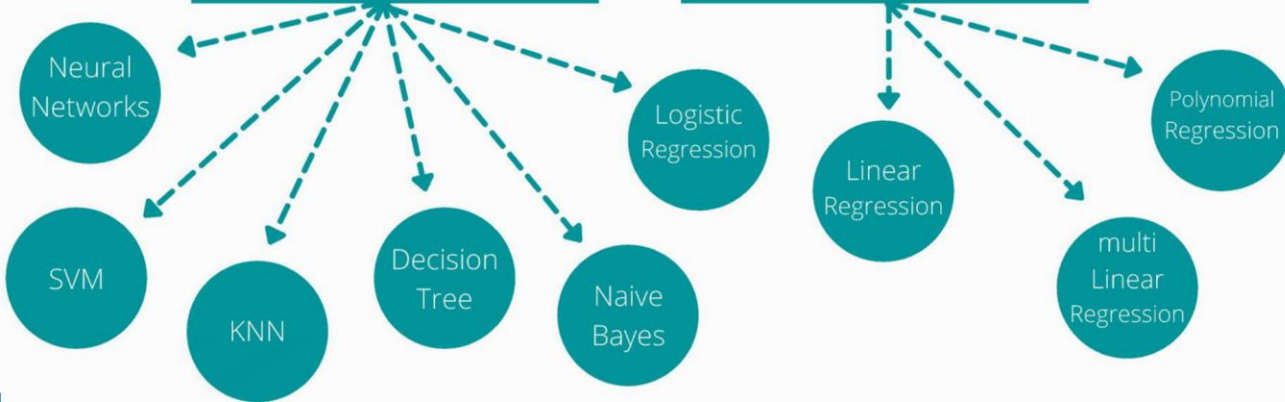 Neural
Networks
SVM
KNN
Decision
Tree
Naive
Bayes
Logistic
Regression
Linear
Regression
multi
Linear
Regression
Polynomial
Regression